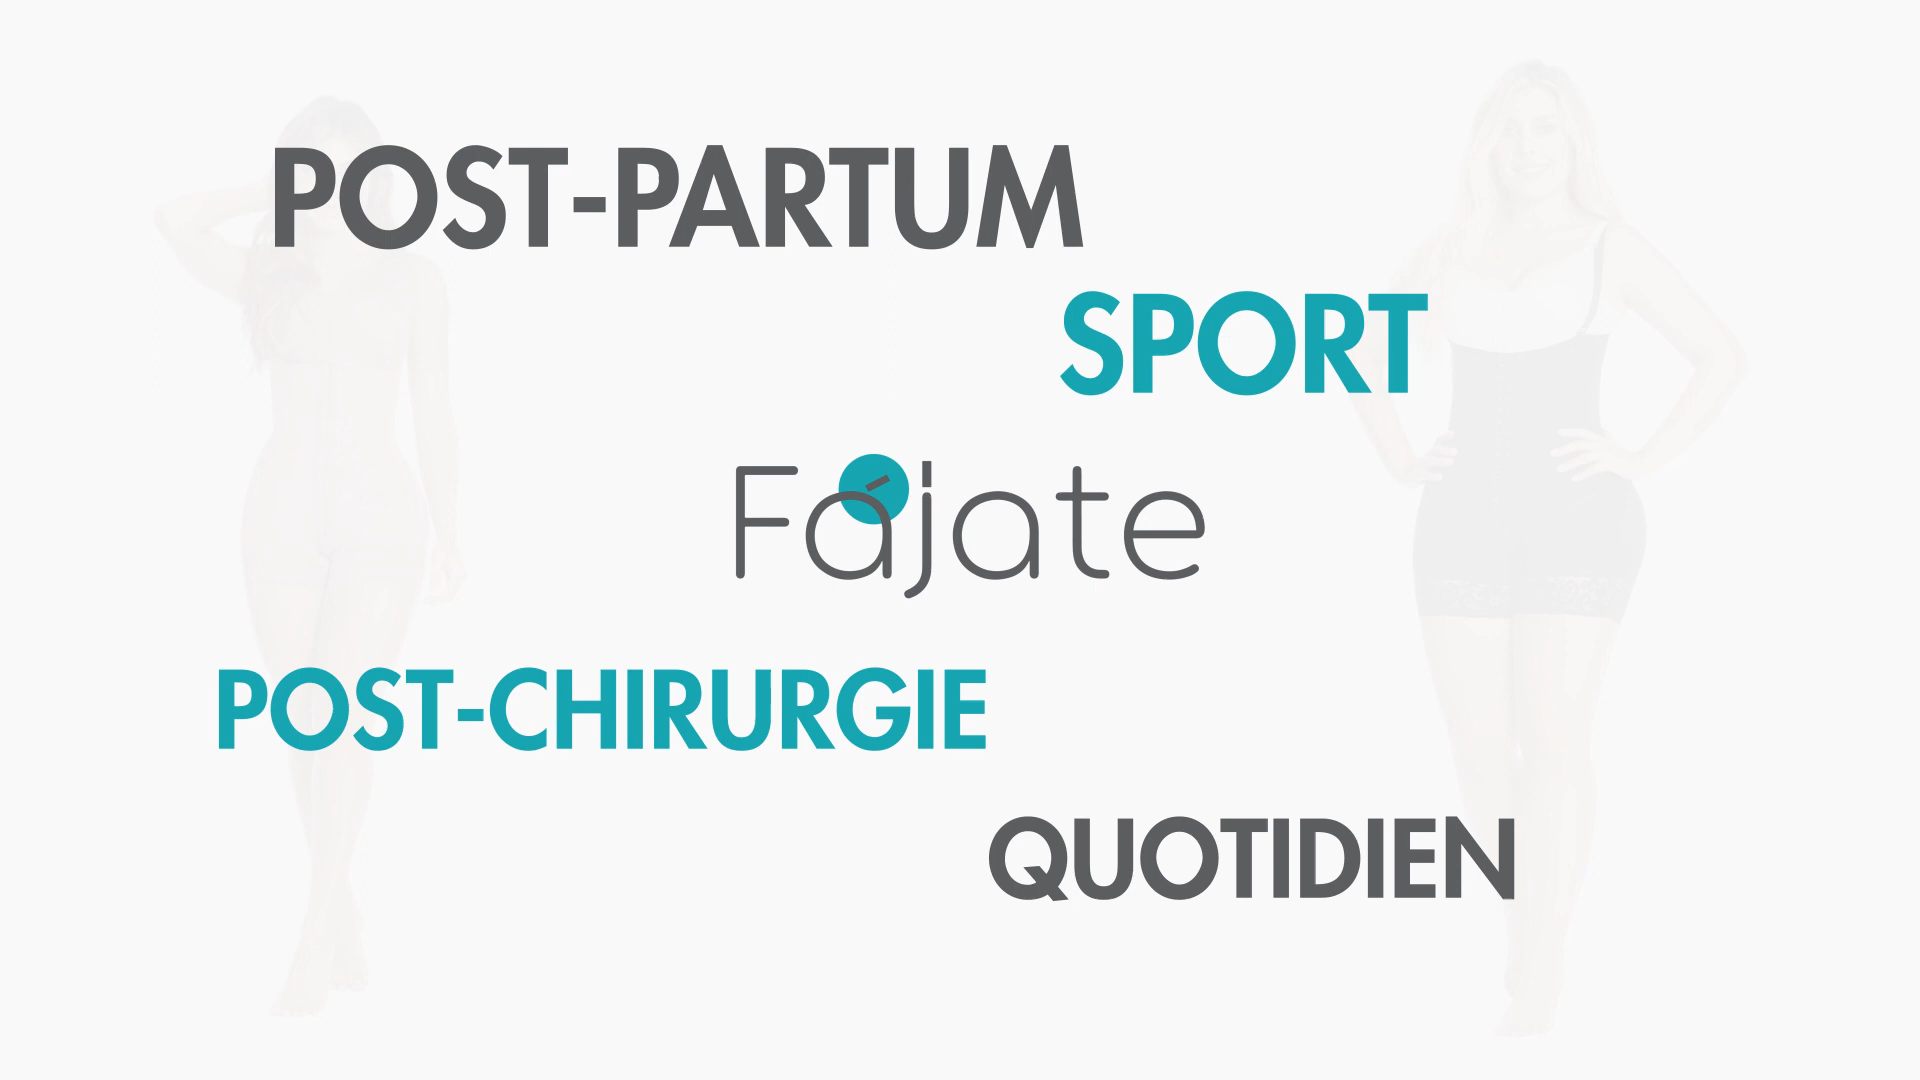 POST-PARTUM
SPORT
Fájate
POST-CHIRURGIE
QUOTIDIEN